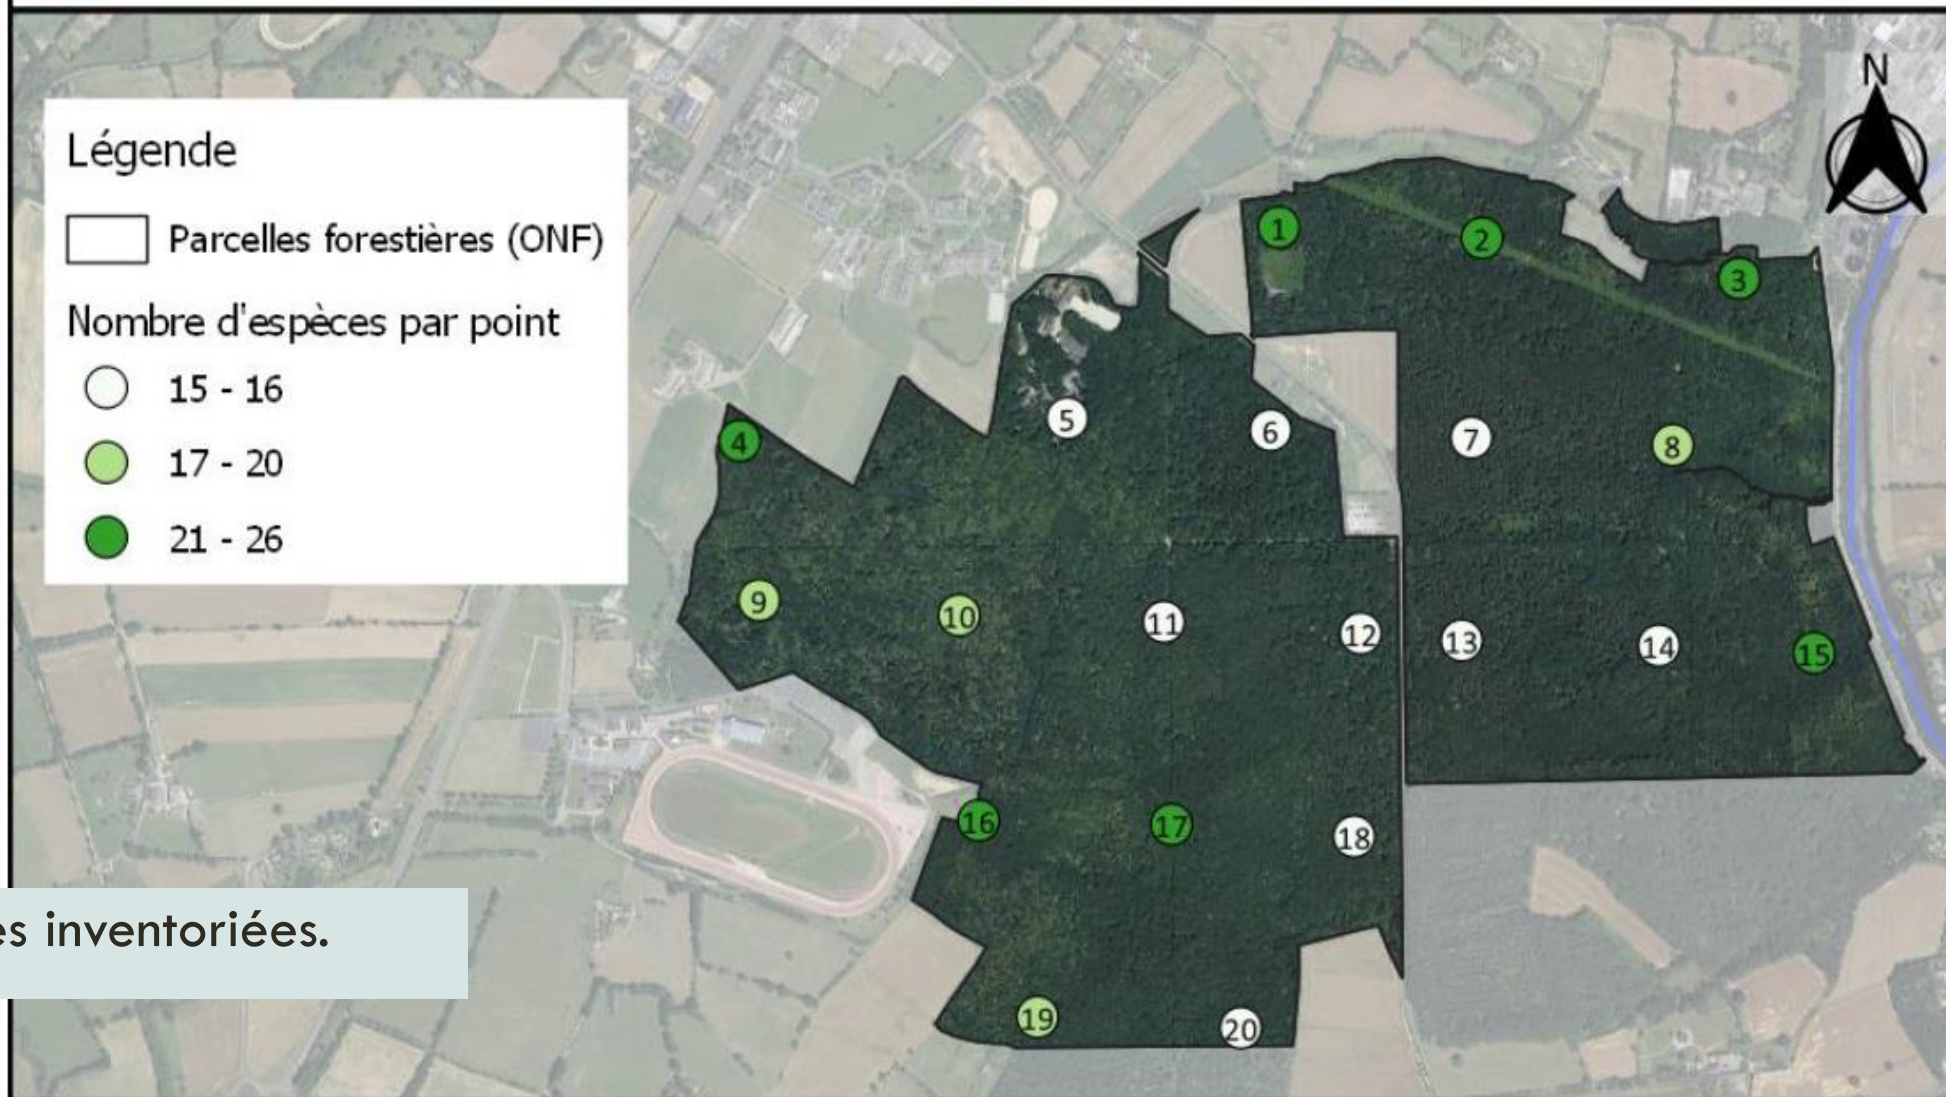 N
Légende
Parcelles forestières (ONF)
Nombre d'espèces par point
15 - 16
17 - 20
21 - 26
1
2
3
4
5
6
7
8
9
10
11
12
13
14
15
16
17
18
19
20
es inventoriées.